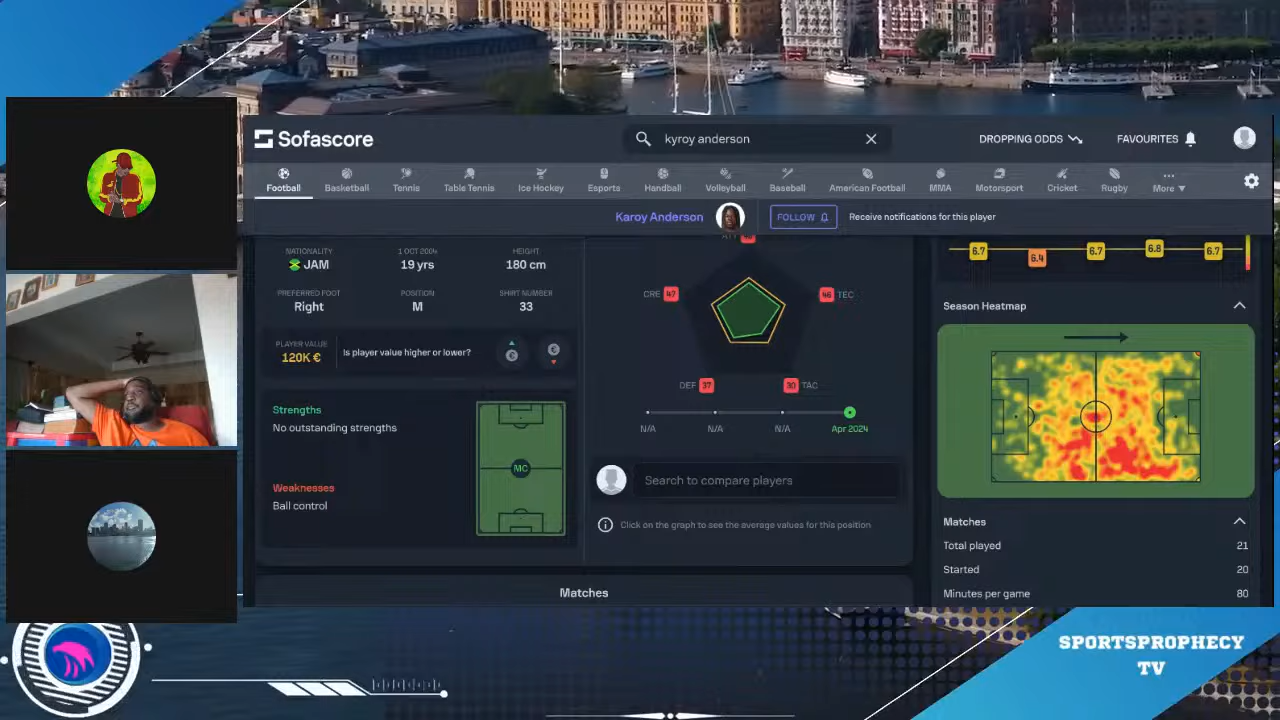 Sofascore
kyroy anderson
DROPPING ODDS
FAVOURITES
Football
Basketball
Tennis
Table Tennis
Ice Hockey
Esports
Handball
Volleyball
Baseball
American Football
MMA
Motorsport
Cricket
Rugby
More
Karoy Anderson
FOLLOW
Receive notifications for this player
NATIONALITY
JAM
1 OCT 2004
19 yrs
HEIGHT
180 cm
PREFERRED FOOT
Right
POSITION
M
SHIRT NUMBER
33
PLAYER VALUE
120K €
Is player value higher or lower?
Strengths
No outstanding strengths
Weaknesses
Ball control
MC
CRE 47
46 TEC
DEF 37
30 TAC
N/A
N/A
N/A
Apr 2024
Search to compare players
Click on the graph to see the average values for this position
Matches
6.7
6.4
6.7
6.8
6.7
Season Heatmap
Matches
Total played 21
Started 20
Minutes per game 80
SPORTSPROPHECY
TV